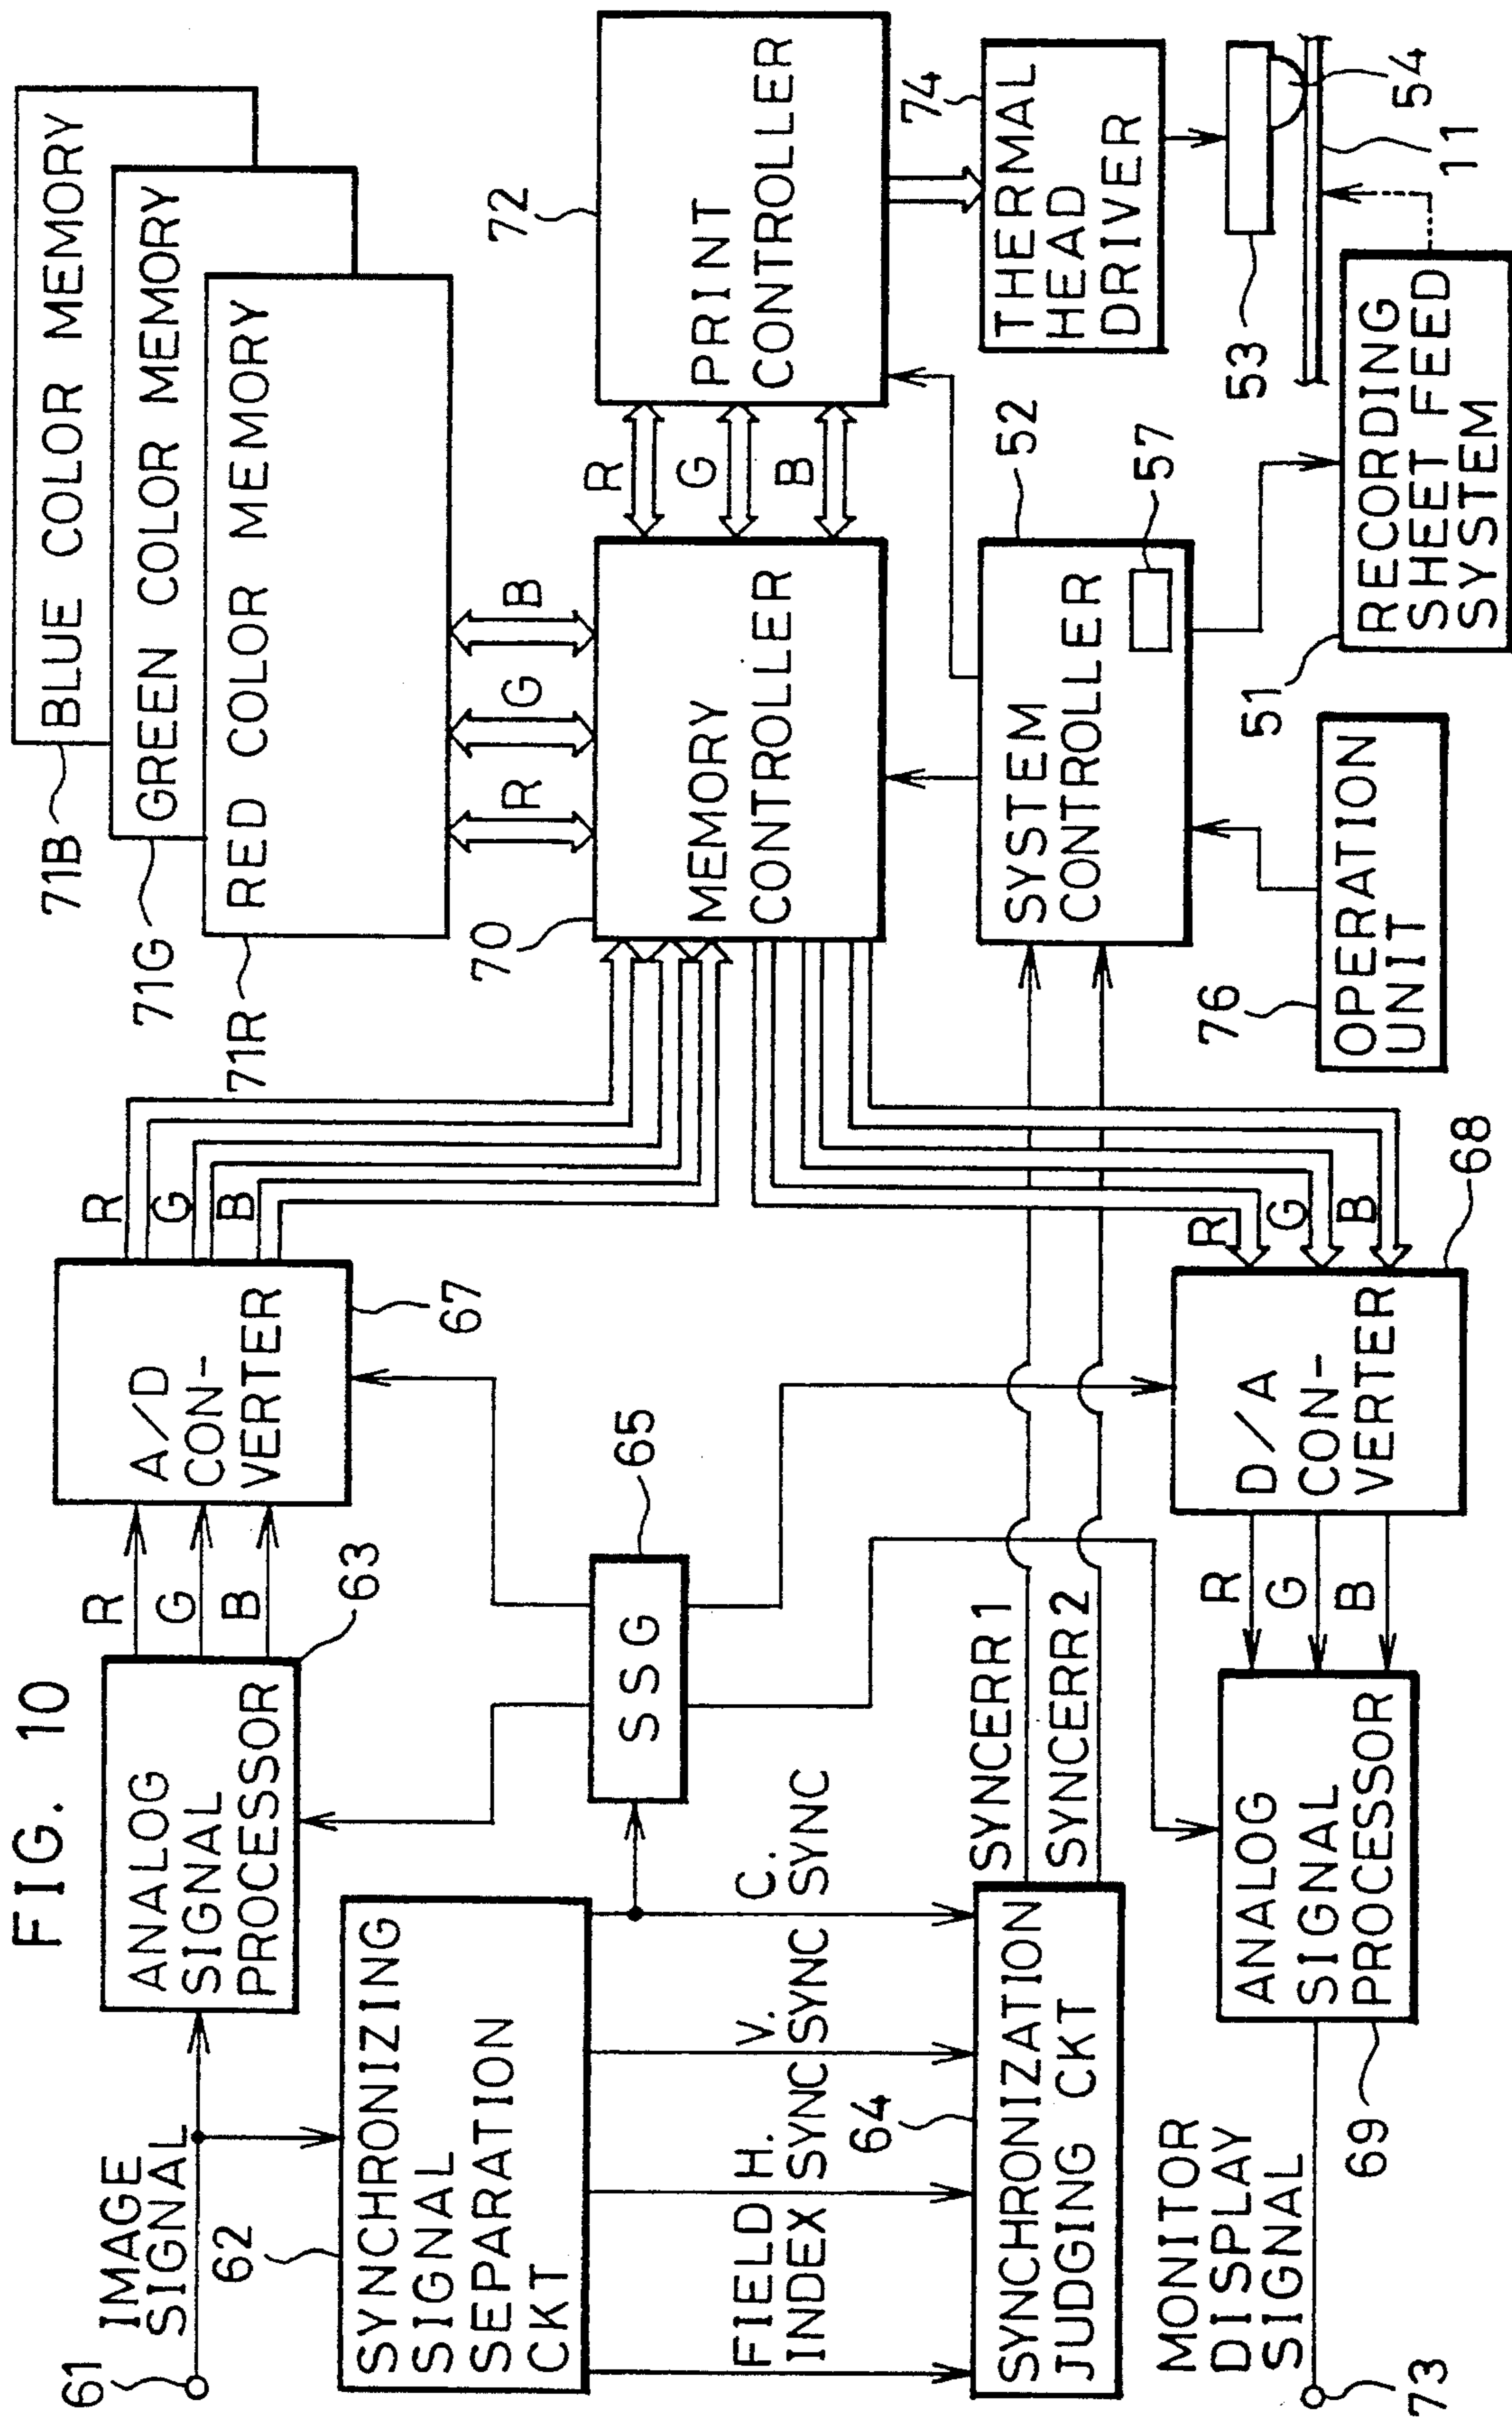 FIG. 10
61
IMAGE
SIGNAL
62
ANALOG
SIGNAL
PROCESSOR
63
R
G
B
A/D
CON-
VERTER
67
R
G
B
71B
BLUE COLOR MEMORY
71G
GREEN COLOR MEMORY
71R
RED COLOR MEMORY
R
G
B
SYNCHRONIZING
SIGNAL
SEPARATION
CKT
SSG
65
70
MEMORY
CONTROLLER
R
G
B
72
PRINT
CONTROLLER
FIELD
INDEX
H.
SYNC
V.
SYNC
C.
SYNC
64
SYNCHRONIZATION
JUDGING CKT
SYNCERR1
SYNCERR2
SYSTEM
CONTROLLER
52
57
74
THERMAL
HEAD
DRIVER
53
54
11
MONITOR
DISPLAY
SIGNAL
73
69
ANALOG
SIGNAL
PROCESSOR
R
G
B
D/A
CON-
VERTER
68
R
G
B
76
OPERATION
UNIT
51
RECORDING
SHEET FEED
SYSTEM